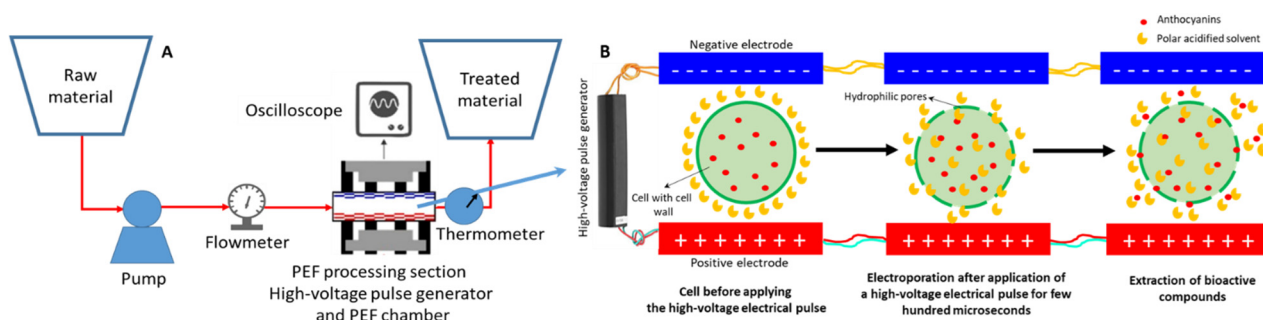 A
Raw
material
Oscilloscope
Treated
material
Flowmeter
Thermometer
Pump
PEF processing section
High-voltage pulse generator
and PEF chamber
B
Anthocyanins
Polar acidified solvent
Negative electrode
- - - - - - - -
- - - - - - - -
- - - - - - - -
High-voltage pulse generator
Hydrophilic pores
Cell with cell
wall
+ + + + + + +
+ + + + + + +
+ + + + + + +
Positive electrode
Cell before applying
the high-voltage electrical pulse
Electroporation after application of
a high-voltage electrical pulse for few
hundred microseconds
Extraction of bioactive
compounds